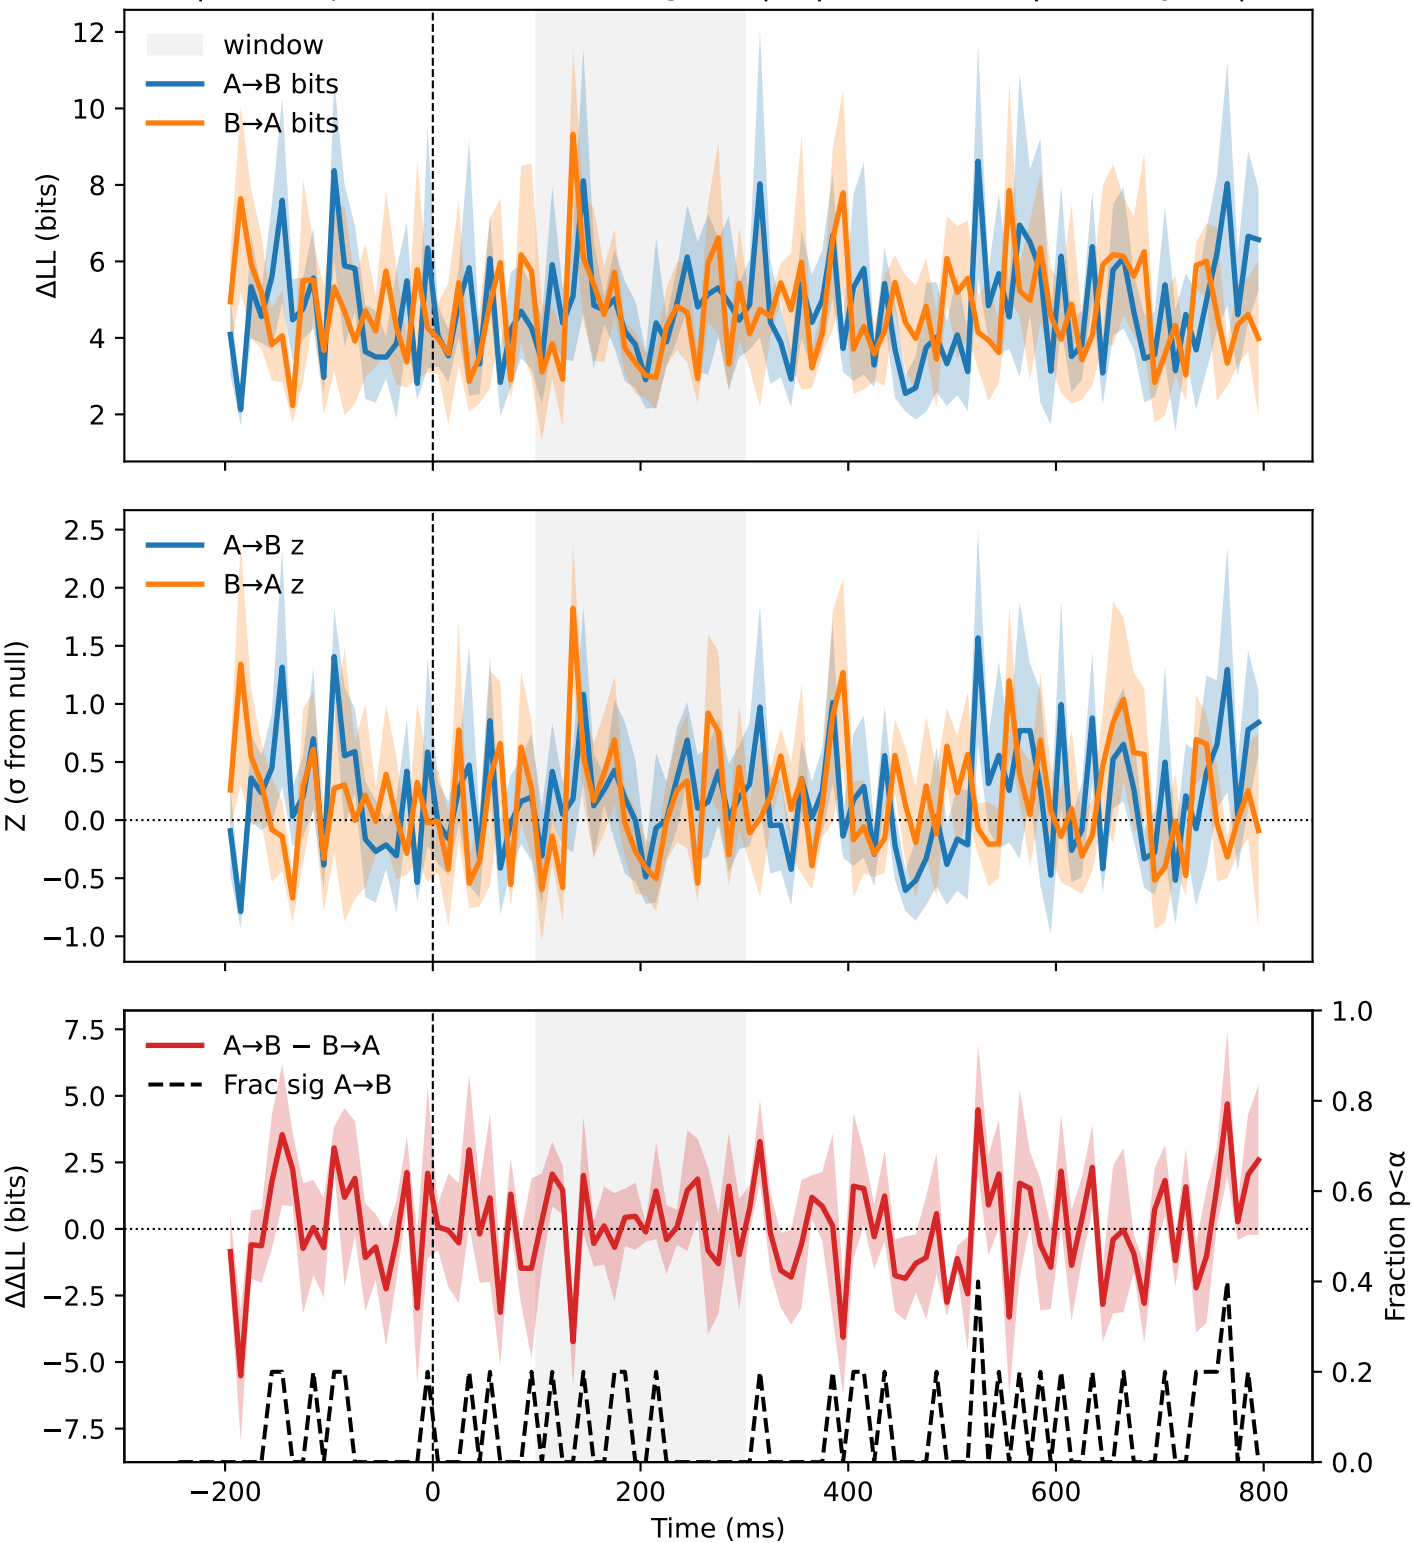 12
10
8
6
4
2
ΔLL (bits)
window
A→B bits
B→A bits
2.5
2.0
1.5
1.0
0.5
0.0
−0.5
−1.0
Z (σ from null)
A→B z
B→A z
7.5
5.0
2.5
0.0
−2.5
−5.0
−7.5
ΔΔLL (bits)
A→B − B→A
Frac sig A→B
1.0
0.8
0.6
0.4
0.2
0.0
Fraction p<α
−200
0
200
400
600
800
Time (ms)